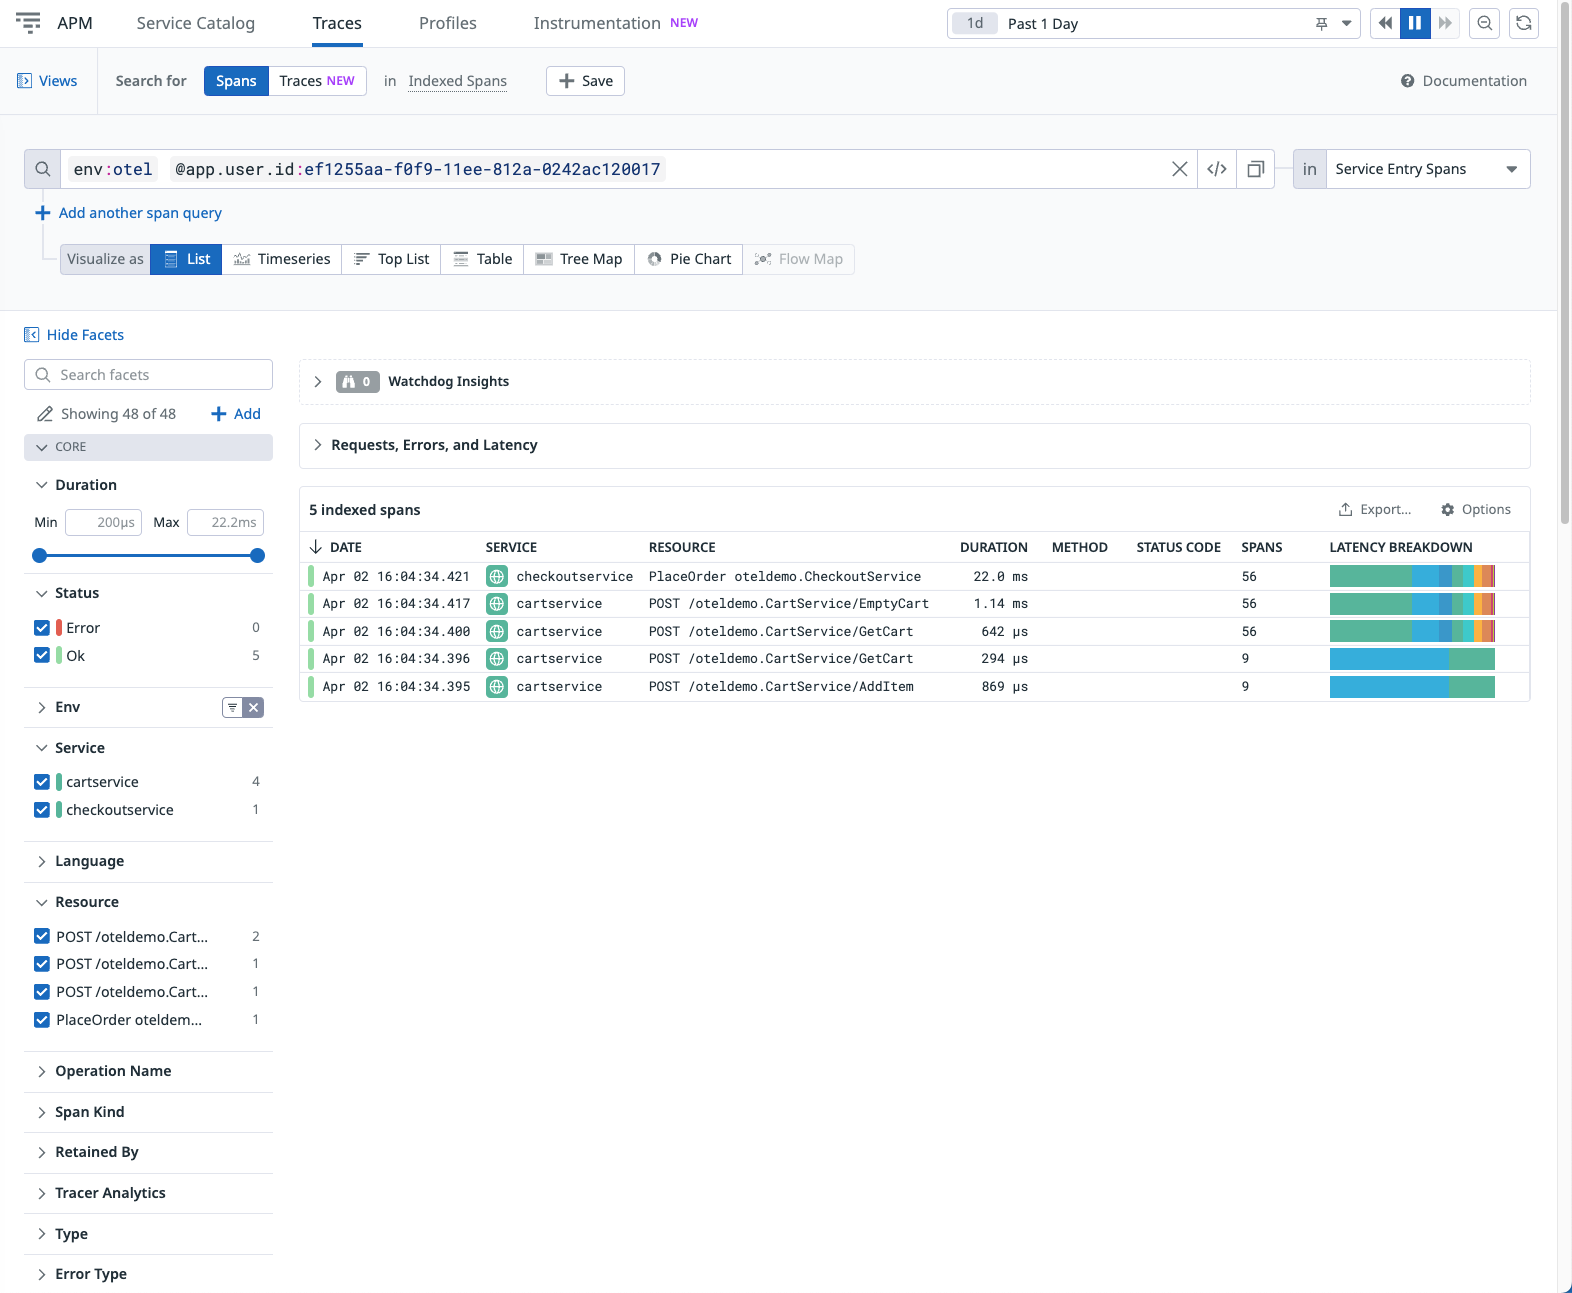 APM Service Catalog Traces Profiles Instrumentation NEW 1d Past 1 Day
Views Search for Spans Traces NEW in Indexed Spans Save Documentation
env:otel @app.user.id:ef1255aa-f0f9-11ee-812a-0242ac120017 </> in Service Entry Spans
Add another span query
Visualize as List Timeseries Top List Table Tree Map Pie Chart Flow Map
Hide Facets
Search facets
Showing 48 of 48 Add
CORE
Duration
Min 200μs Max 22.2ms
Status
Error 0
Ok 5
Env
Service
cartservice 4
checkoutservice 1
Language
Resource
POST /oteldemo.Cart... 2
POST /oteldemo.Cart... 1
POST /oteldemo.Cart... 1
PlaceOrder oteldem... 1
Operation Name
Span Kind
Retained By
Tracer Analytics
Type
Error Type
0 Watchdog Insights
Requests, Errors, and Latency
5 indexed spans Export... Options
DATE SERVICE RESOURCE DURATION METHOD STATUS CODE SPANS LATENCY BREAKDOWN
Apr 02 16:04:34.421 checkoutservice PlaceOrder oteldemo.CheckoutService 22.0 ms 56
Apr 02 16:04:34.417 cartservice POST /oteldemo.CartService/EmptyCart 1.14 ms 56
Apr 02 16:04:34.400 cartservice POST /oteldemo.CartService/GetCart 642 μs 56
Apr 02 16:04:34.396 cartservice POST /oteldemo.CartService/GetCart 294 μs 9
Apr 02 16:04:34.395 cartservice POST /oteldemo.CartService/AddItem 869 μs 9